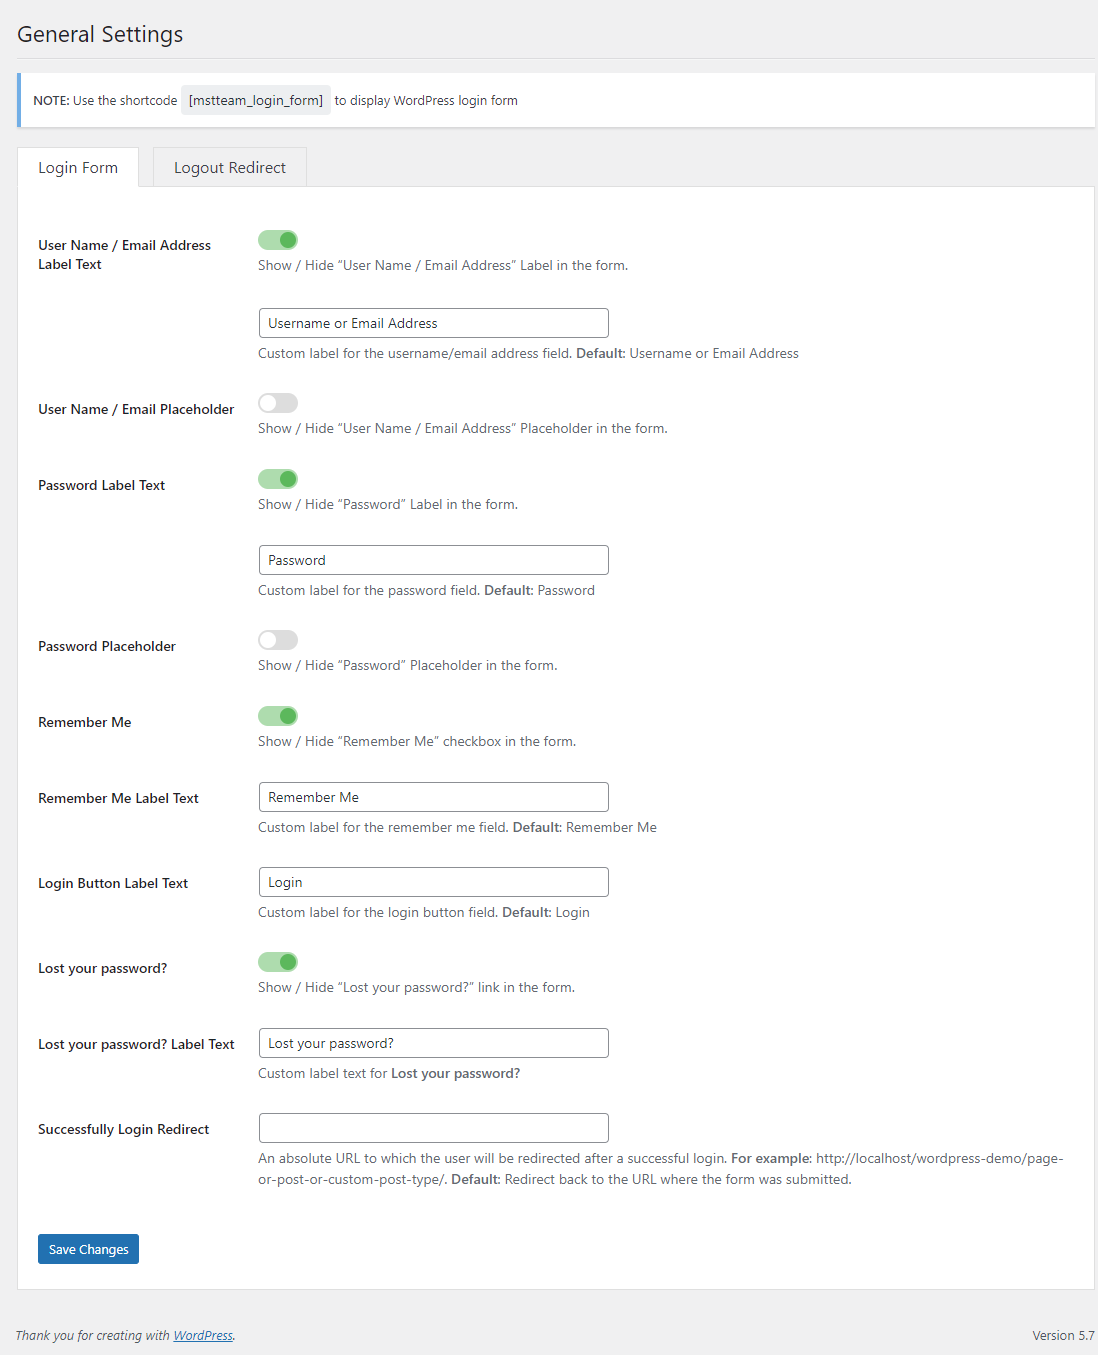 General Settings
NOTE: Use the shortcode [mstteam_login_form] to display WordPress login form
Login Form
Logout Redirect
User Name / Email Address
Label Text
Show / Hide “User Name / Email Address” Label in the form.
Username or Email Address
Custom label for the username/email address field. Default: Username or Email Address
User Name / Email Placeholder
Show / Hide “User Name / Email Address” Placeholder in the form.
Password Label Text
Show / Hide “Password” Label in the form.
Password
Custom label for the password field. Default: Password
Password Placeholder
Show / Hide “Password” Placeholder in the form.
Remember Me
Show / Hide “Remember Me” checkbox in the form.
Remember Me Label Text
Remember Me
Custom label for the remember me field. Default: Remember Me
Login Button Label Text
Login
Custom label for the login button field. Default: Login
Lost your password?
Show / Hide “Lost your password?” link in the form.
Lost your password? Label Text
Lost your password?
Custom label text for Lost your password?
Successfully Login Redirect
An absolute URL to which the user will be redirected after a successful login. For example: http://localhost/wordpress-demo/page-
or-post-or-custom-post-type/. Default: Redirect back to the URL where the form was submitted.
Save Changes
Thank you for creating with WordPress.
Version 5.7